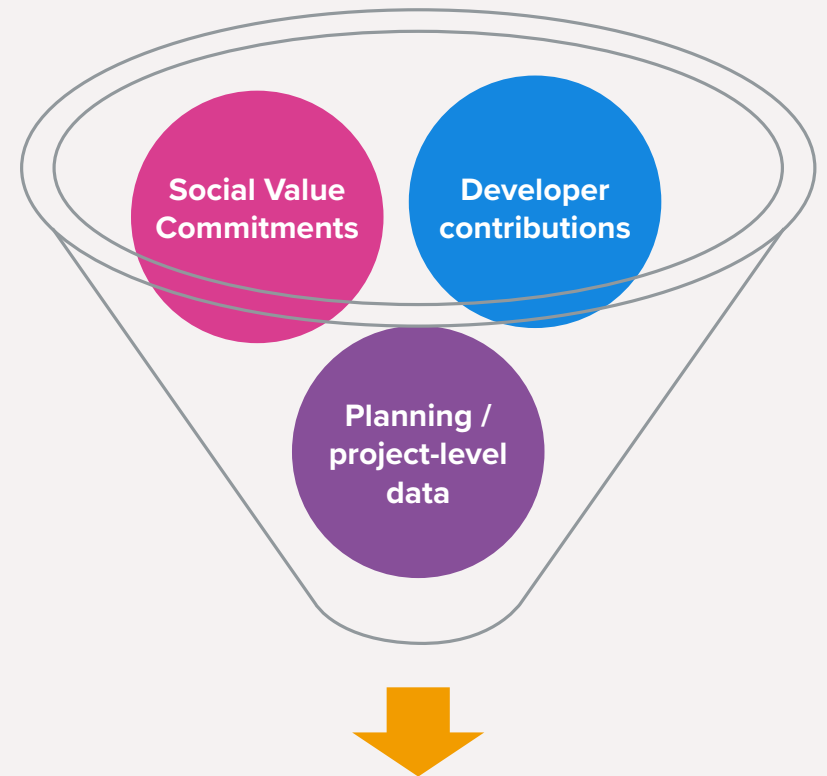 Social Value
Commitments
Developer
contributions
Planning /
project-level
data